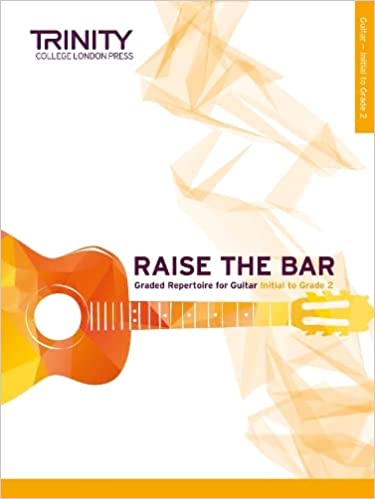 TRINITY
COLLEGE LONDON PRESS
Guitar – Initial to Grade 2
RAISE THE BAR
Graded Repertoire for Guitar Initial to Grade 2